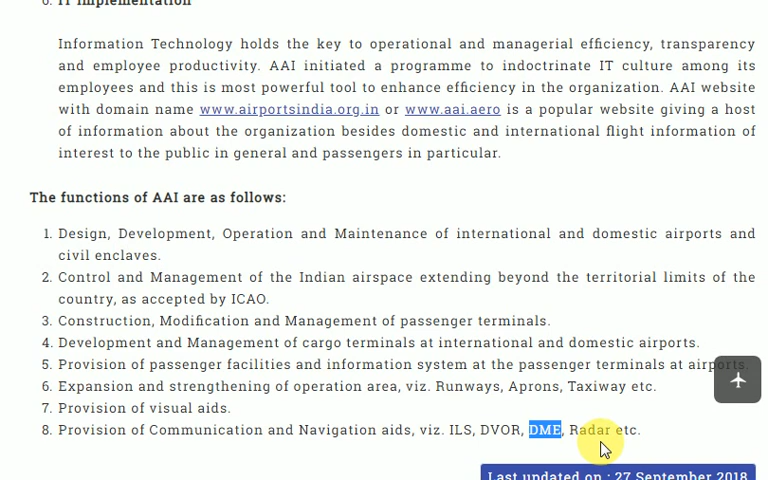 6. IT Implementation
Information Technology holds the key to operational and managerial efficiency, transparency
and employee productivity. AAI initiated a programme to indoctrinate IT culture among its
employees and this is most powerful tool to enhance efficiency in the organization. AAI website
with domain name www.airportsindia.org.in or www.aai.aero is a popular website giving a host
of information about the organization besides domestic and international flight information of
interest to the public in general and passengers in particular.
The functions of AAI are as follows:
1. Design, Development, Operation and Maintenance of international and domestic airports and
civil enclaves.
2. Control and Management of the Indian airspace extending beyond the territorial limits of the
country, as accepted by ICAO.
3. Construction, Modification and Management of passenger terminals.
4. Development and Management of cargo terminals at international and domestic airports.
5. Provision of passenger facilities and information system at the passenger terminals at airports.
6. Expansion and strengthening of operation area, viz. Runways, Aprons, Taxiway etc.
7. Provision of visual aids.
8. Provision of Communication and Navigation aids, viz. ILS, DVOR, DME, Radar etc.
Last updated on : 27 September 2018